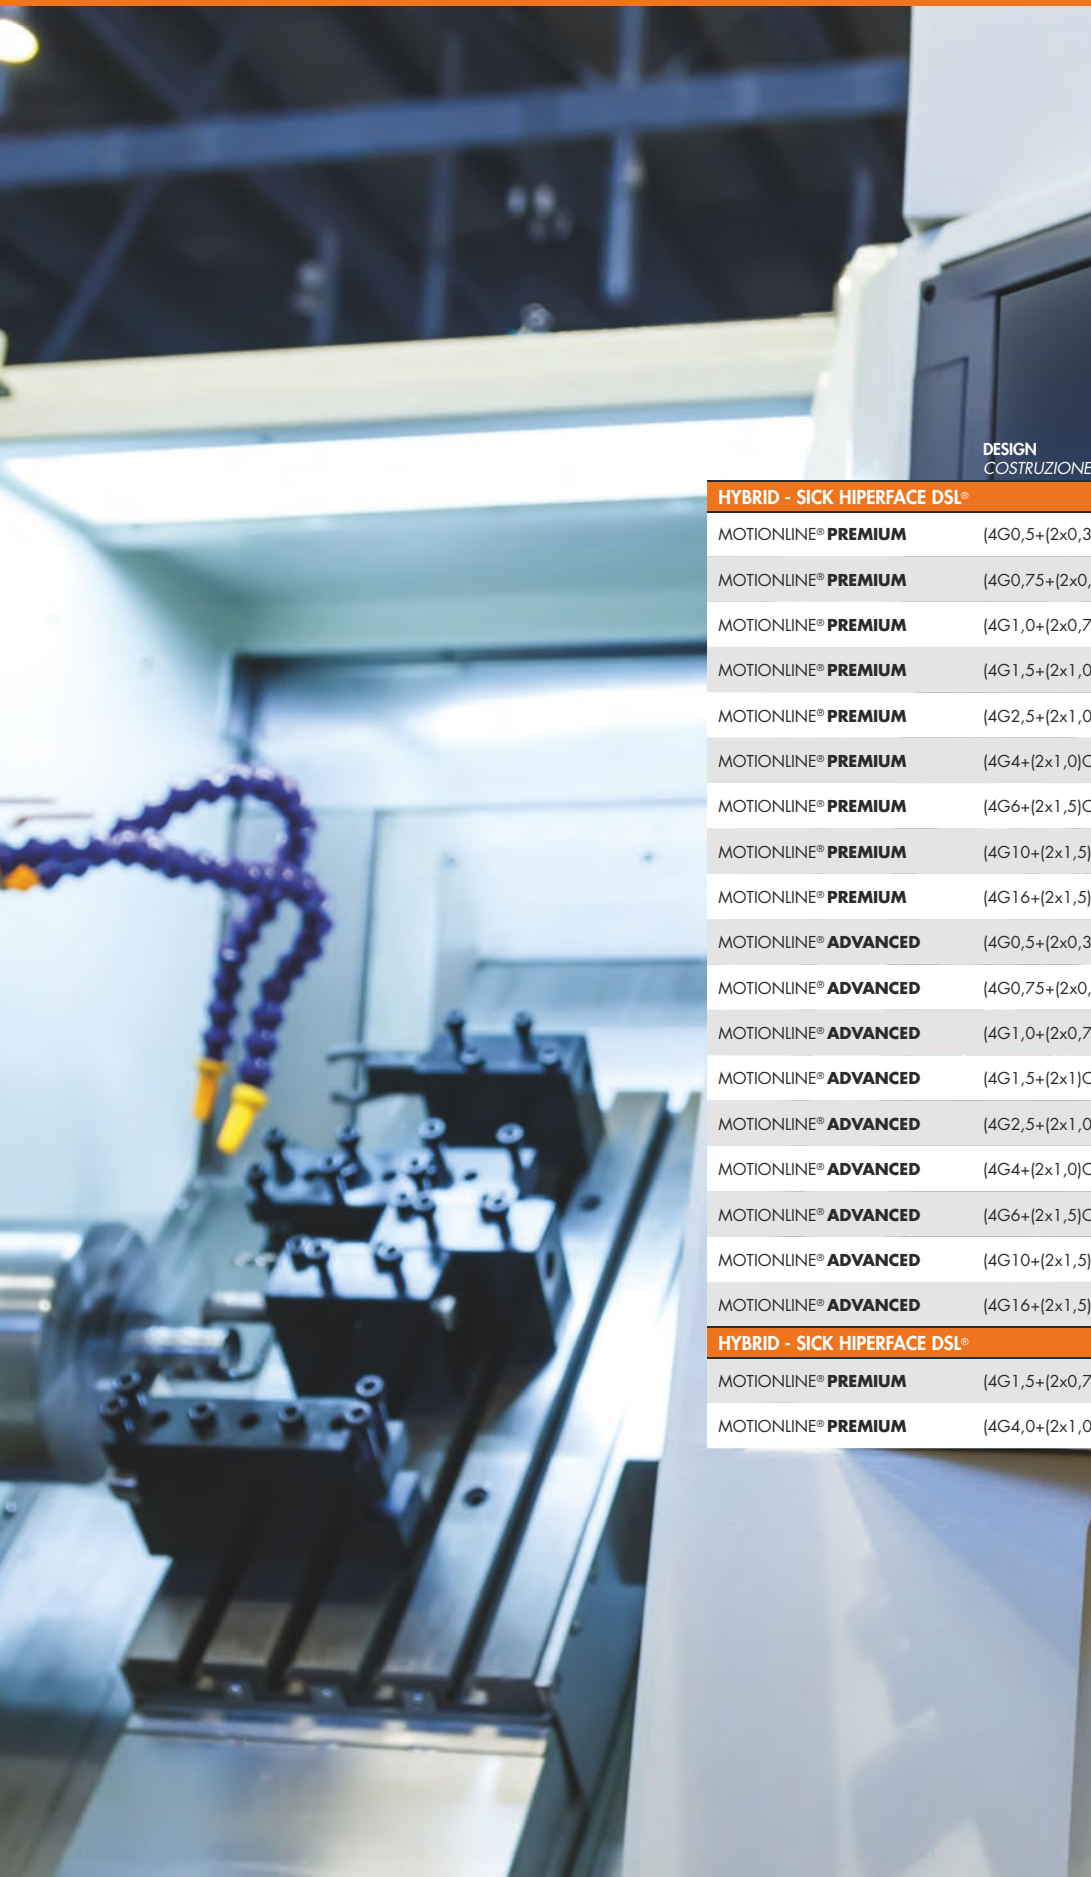 DESIGN
COSTRUZIONE
HYBRID - SICK HIPERFACE DSL®
MOTIONLINE® PREMIUM (4G0,5+(2x0,3
MOTIONLINE® PREMIUM (4G0,75+(2x0,
MOTIONLINE® PREMIUM (4G1,0+(2x0,7
MOTIONLINE® PREMIUM (4G1,5+(2x1,0
MOTIONLINE® PREMIUM (4G2,5+(2x1,0
MOTIONLINE® PREMIUM (4G4+(2x1,0)C
MOTIONLINE® PREMIUM (4G6+(2x1,5)C
MOTIONLINE® PREMIUM (4G10+(2x1,5)
MOTIONLINE® PREMIUM (4G16+(2x1,5)
MOTIONLINE® ADVANCED (4G0,5+(2x0,3
MOTIONLINE® ADVANCED (4G0,75+(2x0,
MOTIONLINE® ADVANCED (4G1,0+(2x0,7
MOTIONLINE® ADVANCED (4G1,5+(2x1)C
MOTIONLINE® ADVANCED (4G2,5+(2x1,0
MOTIONLINE® ADVANCED (4G4+(2x1,0)C
MOTIONLINE® ADVANCED (4G6+(2x1,5)C
MOTIONLINE® ADVANCED (4G10+(2x1,5)
MOTIONLINE® ADVANCED (4G16+(2x1,5)
HYBRID - SICK HIPERFACE DSL®
MOTIONLINE® PREMIUM (4G1,5+(2x0,7
MOTIONLINE® PREMIUM (4G4,0+(2x1,0